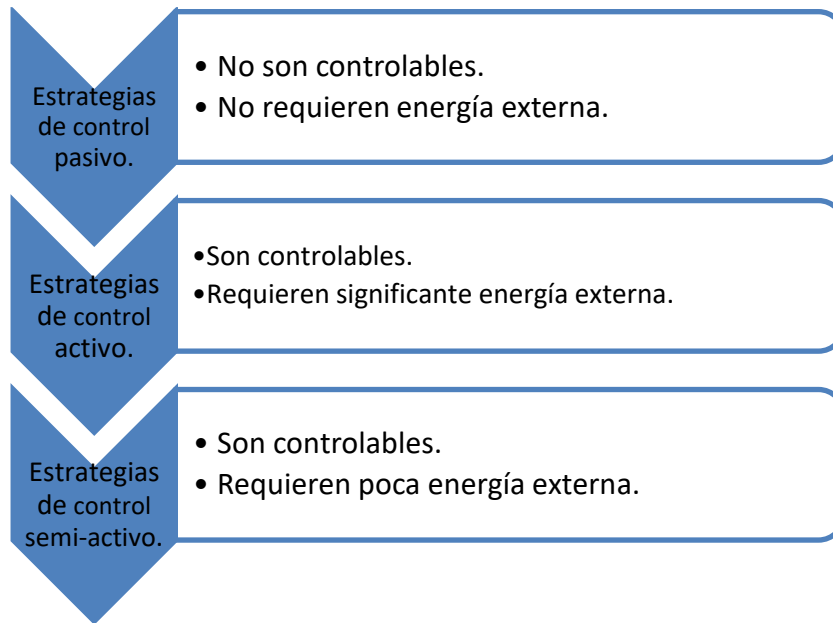 Estrategias
de control
pasivo.
• No son controlables.
• No requieren energía externa.
Estrategias
de control
activo.
•Son controlables.
•Requieren significante energía externa.
Estrategias
de control
semi-activo.
• Son controlables.
• Requieren poca energía externa.